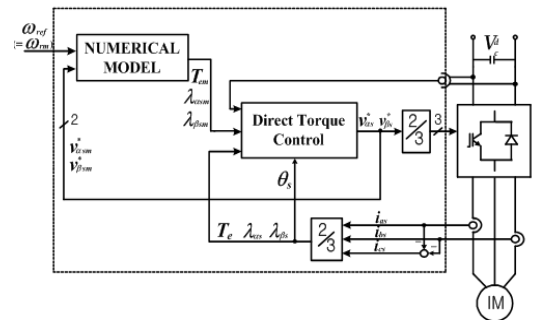 ω_ref
(=ω_rm)
NUMERICAL
MODEL
V_dc
T_em
λ_αsm
λ_βsm
2
v*_αsm
v*_βsm
Direct Torque
Control
v*_αs v*_βs
2/3
3
θ_s
T_e λ_αs λ_βs
2/3
i_as
i_bs
i_cs
− −
IM